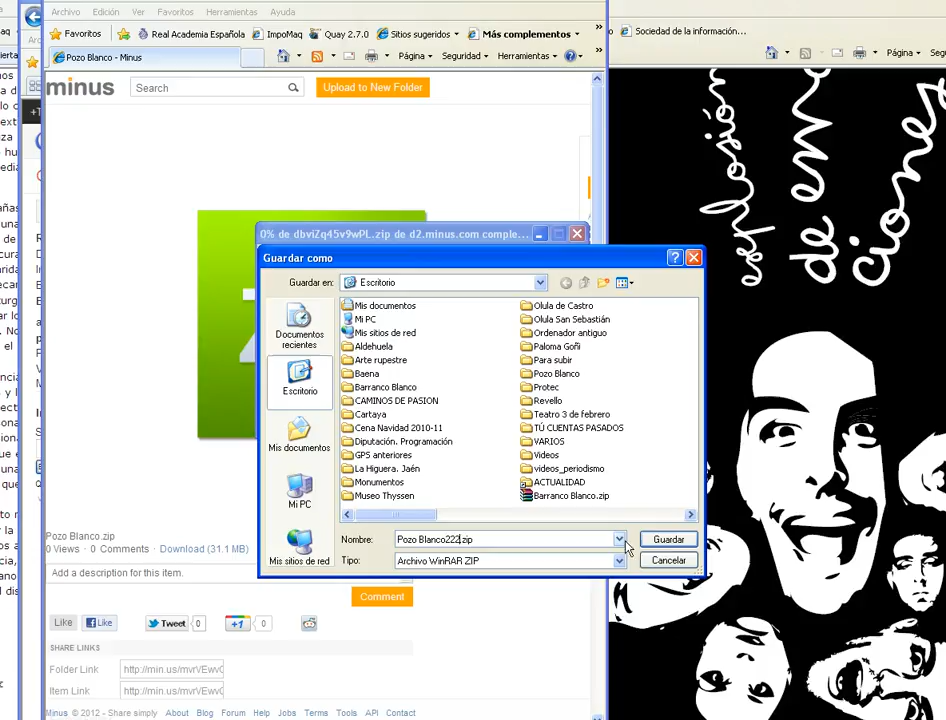 Archivo Edición Ver Favoritos Herramientas Ayuda
Favoritos Real Academia Española ImpoMaq Quay 2.7.0 Sitios sugeridos Más complementos »
Sociedad de la información...
Pozo Blanco - Minus
Página Seguridad Herramientas »
Página
minus Search Upload to New Folder
reflosión
de em
ciones
0% de dbviZq45v9wPL.zip de d2.minus.com comple...
Guardar como
Guardar en: Escritorio
Documentos recientes
Escritorio
Mis documentos
Mi PC
Mis sitios de red
Mis documentos
Mi PC
Mis sitios de red
Aldehuela
Arte rupestre
Baena
Barranco Blanco
CAMINOS DE PASION
Cartaya
Cena Navidad 2010-11
Diputación. Programación
GPS anteriores
La Higuera. Jaén
Monumentos
Museo Thyssen
Olula de Castro
Olula San Sebastián
Ordenador antiguo
Paloma Goñi
Para subir
Pozo Blanco
Protec
Revello
Teatro 3 de febrero
TÚ CUENTAS PASADOS
VARIOS
Videos
videos_periodismo
ACTUALIDAD
Barranco Blanco.zip
Nombre: Pozo Blanco222.zip Guardar
Tipo: Archivo WinRAR ZIP Cancelar
Pozo Blanco.zip
0 Views · 0 Comments · Download (31.1 MB)
Add a description for this item.
Comment
Like Like Tweet 0 +1 0
SHARE LINKS
Folder Link http://min.us/mvrVEwv
Item Link http://min.us/mvrVEwv
Minus © 2012 - Share simply About Blog Forum Help Jobs Terms Tools API Contact